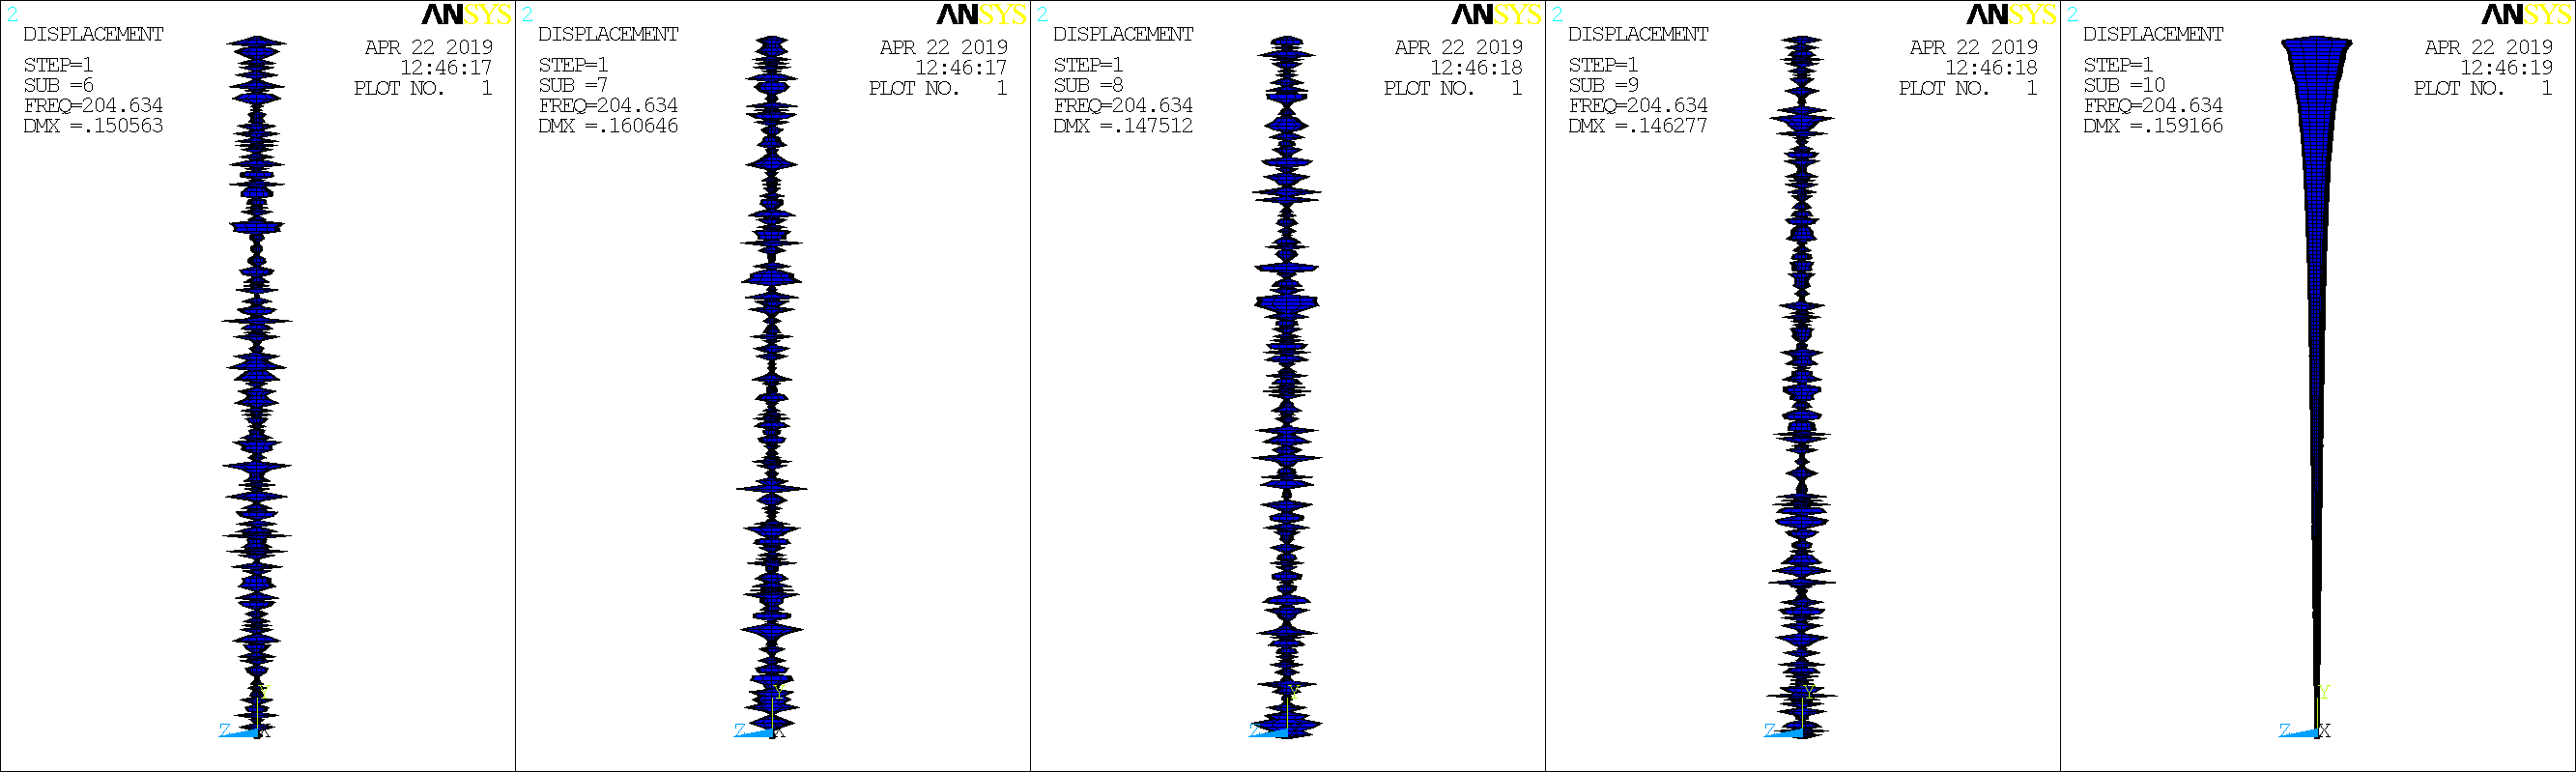 2
ANSYS
DISPLACEMENT
STEP=1
SUB =6
FREQ=204.634
DMX =.150563
APR 22 2019
12:46:17
PLOT NO. 1
Y
Z X
2
ANSYS
DISPLACEMENT
STEP=1
SUB =7
FREQ=204.634
DMX =.160646
APR 22 2019
12:46:17
PLOT NO. 1
Y
Z X
2
ANSYS
DISPLACEMENT
STEP=1
SUB =8
FREQ=204.634
DMX =.147512
APR 22 2019
12:46:18
PLOT NO. 1
Y
Z X
2
ANSYS
DISPLACEMENT
STEP=1
SUB =9
FREQ=204.634
DMX =.146277
APR 22 2019
12:46:18
PLOT NO. 1
Y
Z X
2
ANSYS
DISPLACEMENT
STEP=1
SUB =10
FREQ=204.634
DMX =.159166
APR 22 2019
12:46:19
PLOT NO. 1
Y
Z X